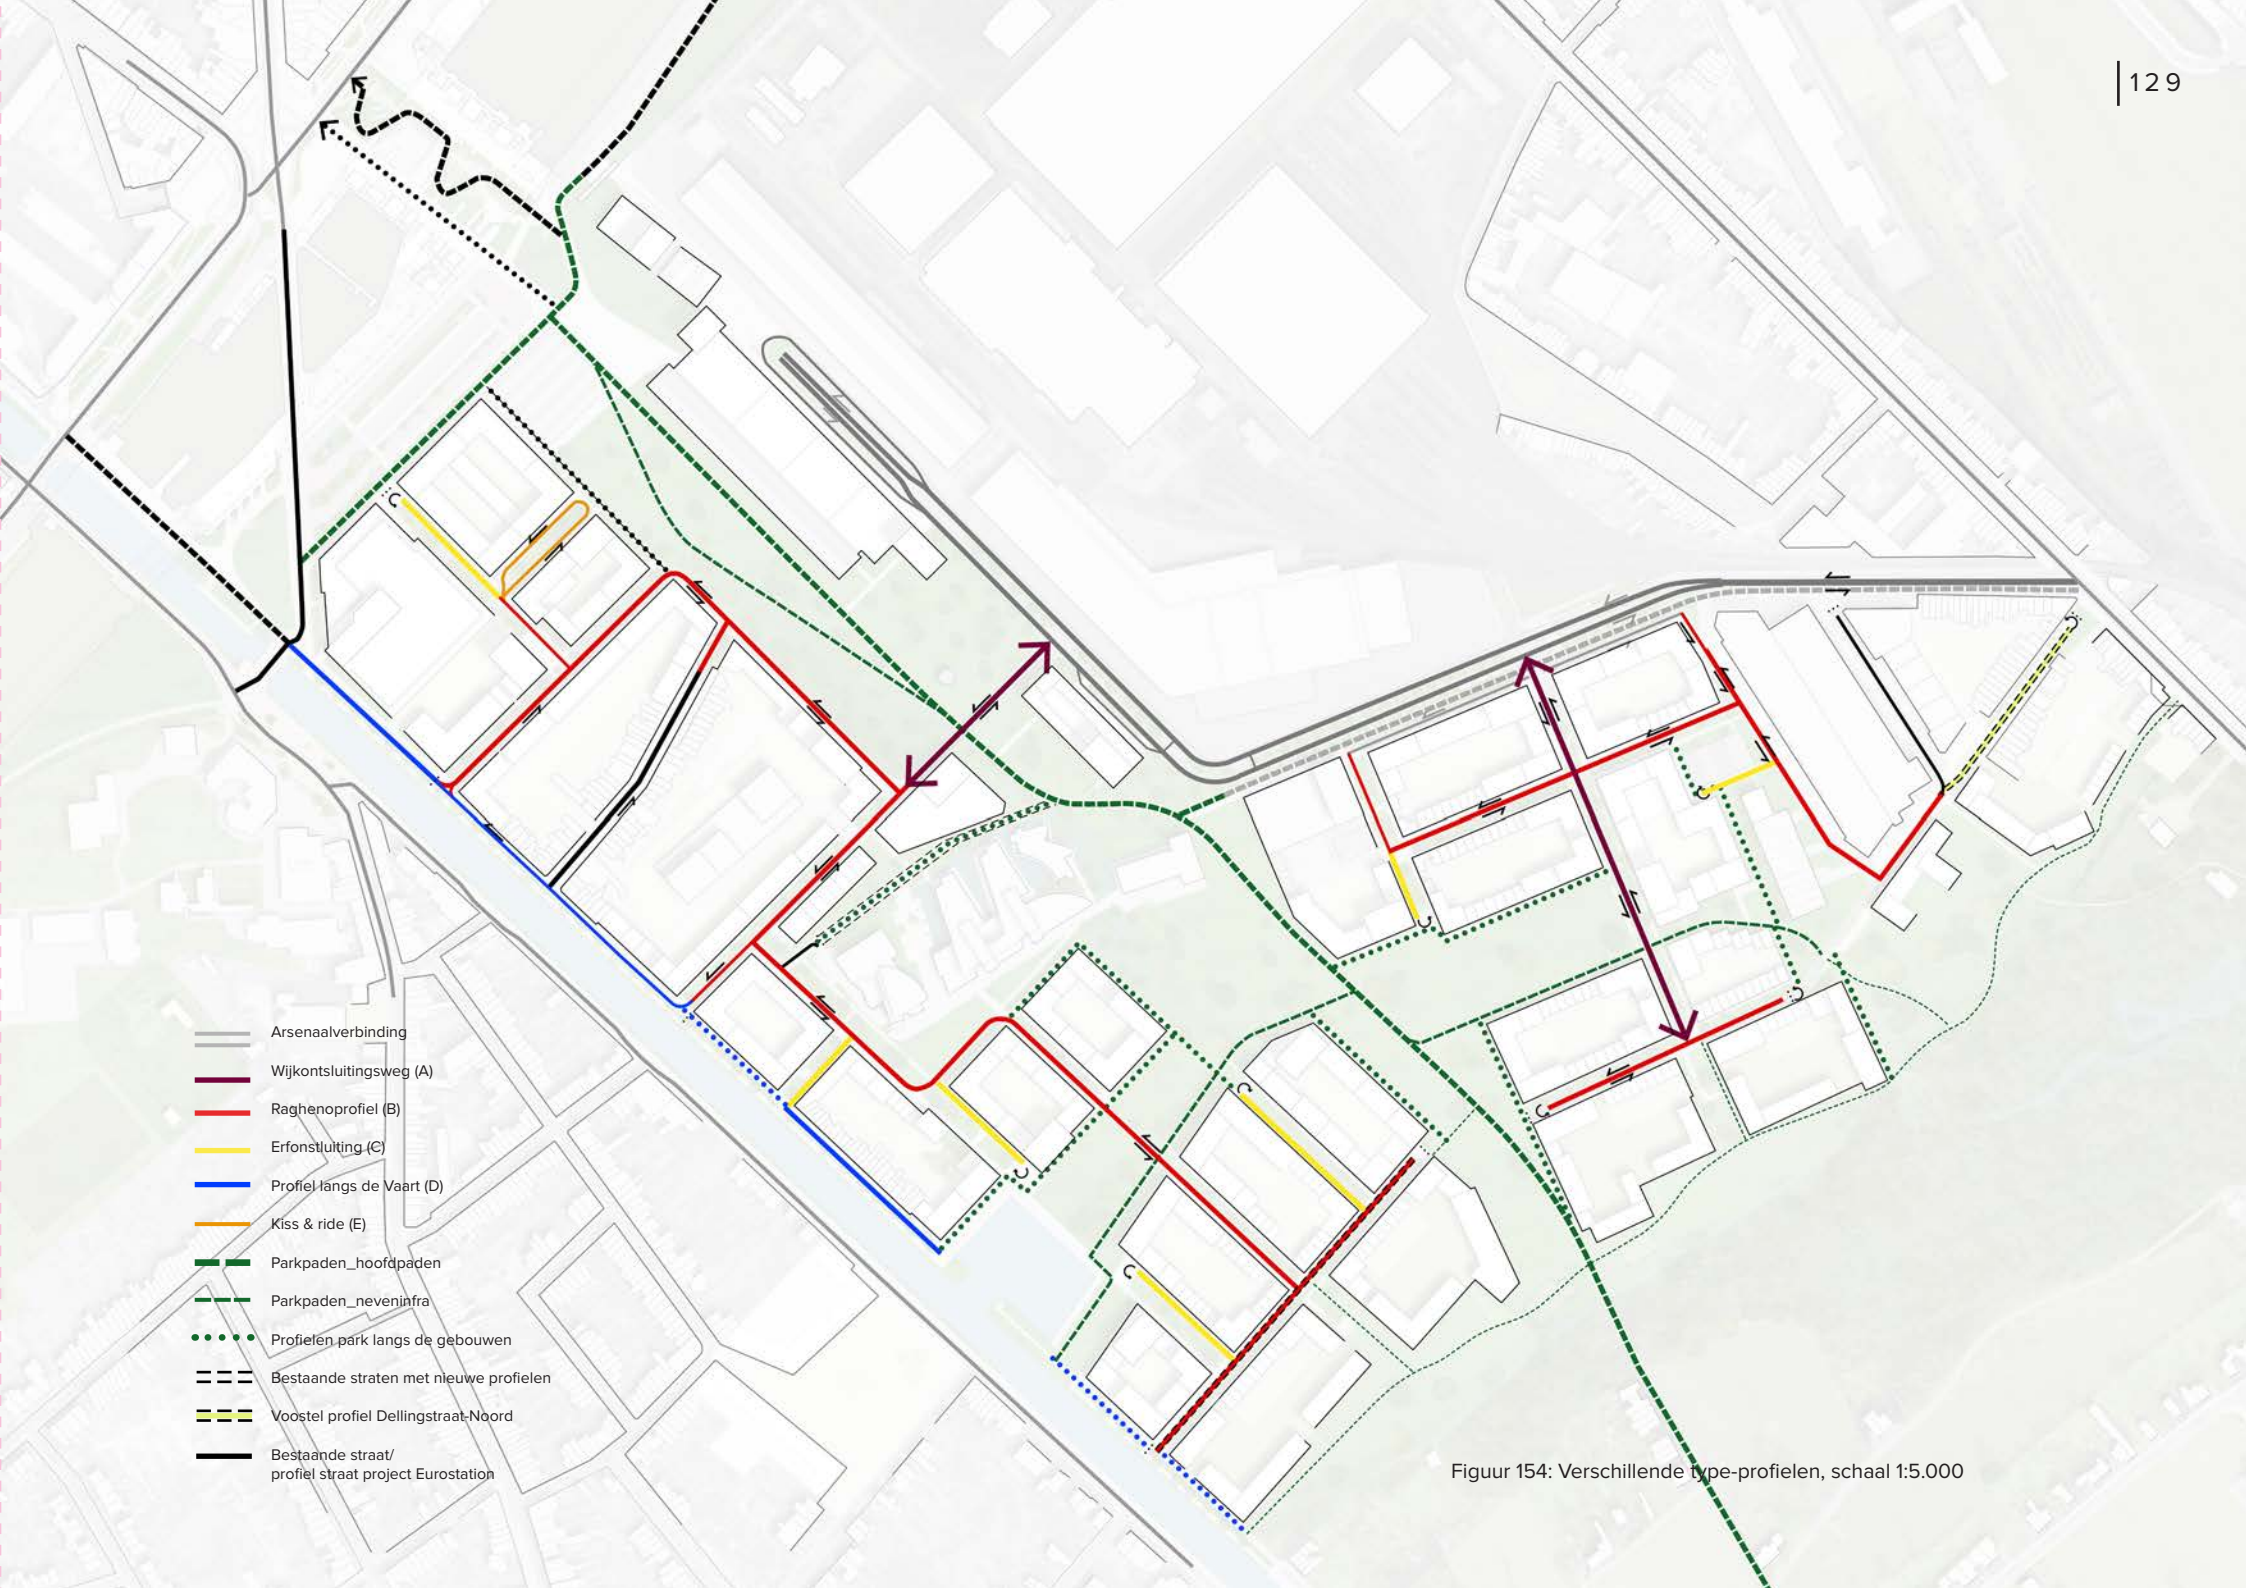 129
Arsenaalverbinding
Wijkontsluitingsweg (A)
Raghenoprofiel (B)
Erfonstluiting (C)
Profiel langs de Vaart (D)
Kiss & ride (E)
Parkpaden_hoofdpaden
Parkpaden_neveninfra
Profielen park langs de gebouwen
Bestaande straten met nieuwe profielen
Voostel profiel Dellingstraat-Noord
Bestaande straat/
profiel straat project Eurostation
Figuur 154: Verschillende type-profielen, schaal 1:5.000